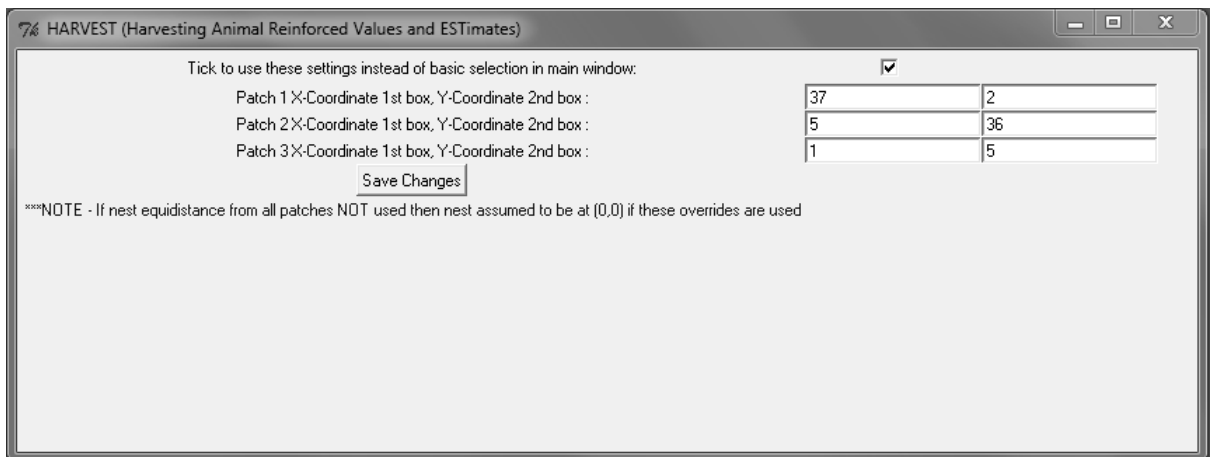 HARVEST (Harvesting Animal Reinforced Values and ESTimates)
Tick to use these settings instead of basic selection in main window:
Patch 1 X-Coordinate 1st box, Y-Coordinate 2nd box : 37 2
Patch 2 X-Coordinate 1st box, Y-Coordinate 2nd box : 5 36
Patch 3 X-Coordinate 1st box, Y-Coordinate 2nd box : 1 5
Save Changes
***NOTE - If nest equidistance from all patches NOT used then nest assumed to be at (0,0) if these overrides are used